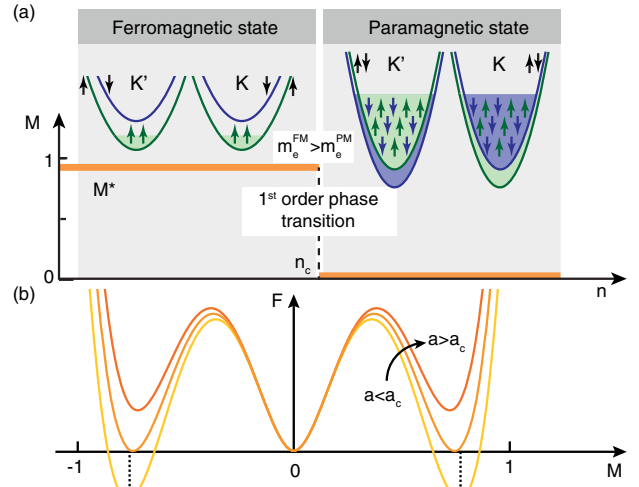 (a)
Ferromagnetic state
Paramagnetic state
K'
K
K'
K
M
m_e^FM>m_e^PM
1
M*
1st order phase
transition
n_c
0
n
(b)
F
a>a_c
a<a_c
-1
0
1
M